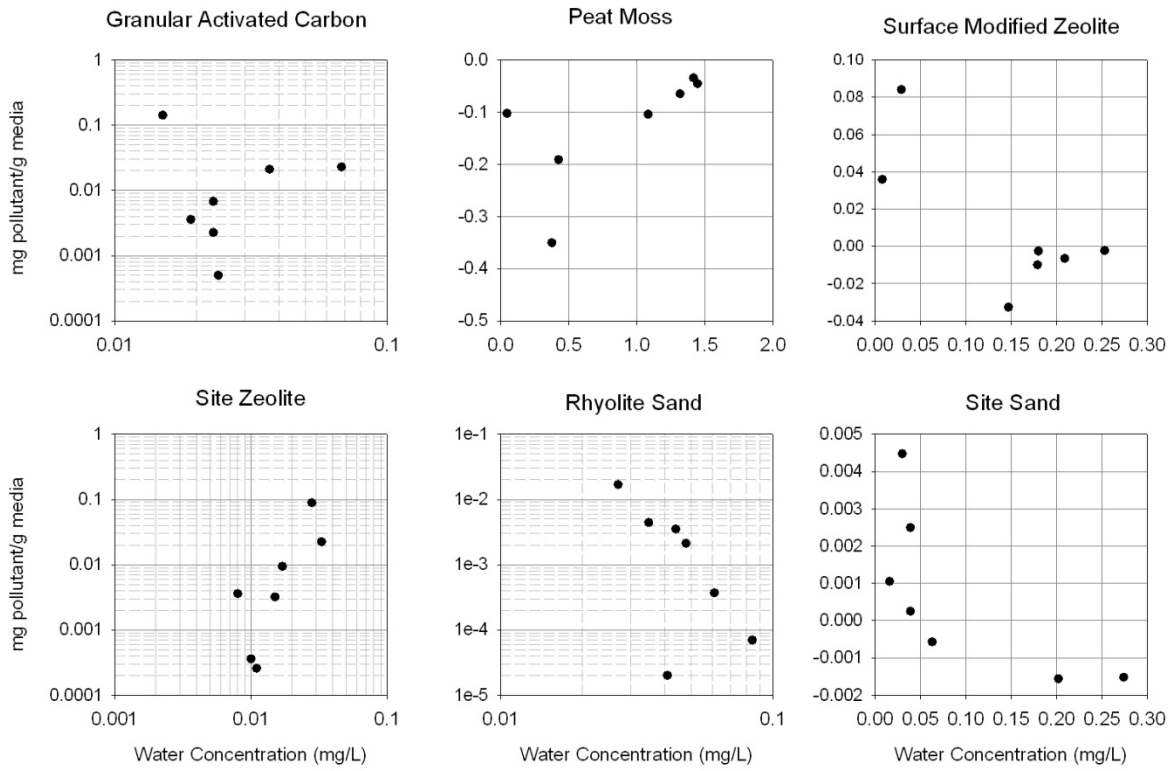 Granular Activated Carbon
Peat Moss
Surface Modified Zeolite
mg pollutant/g media
1
0.1
0.01
0.001
0.0001
0.01 0.1
0.0
-0.1
-0.2
-0.3
-0.4
-0.5
0.0 0.5 1.0 1.5 2.0
0.10
0.08
0.06
0.04
0.02
0.00
-0.02
-0.04
0.00 0.05 0.10 0.15 0.20 0.25 0.30
Site Zeolite
Rhyolite Sand
Site Sand
mg pollutant/g media
1
0.1
0.01
0.001
0.0001
0.001 0.01 0.1
Water Concentration (mg/L)
1e-1
1e-2
1e-3
1e-4
1e-5
0.01 0.1
Water Concentration (mg/L)
0.005
0.004
0.003
0.002
0.001
0.000
-0.001
-0.002
0.00 0.05 0.10 0.15 0.20 0.25 0.30
Water Concentration (mg/L)